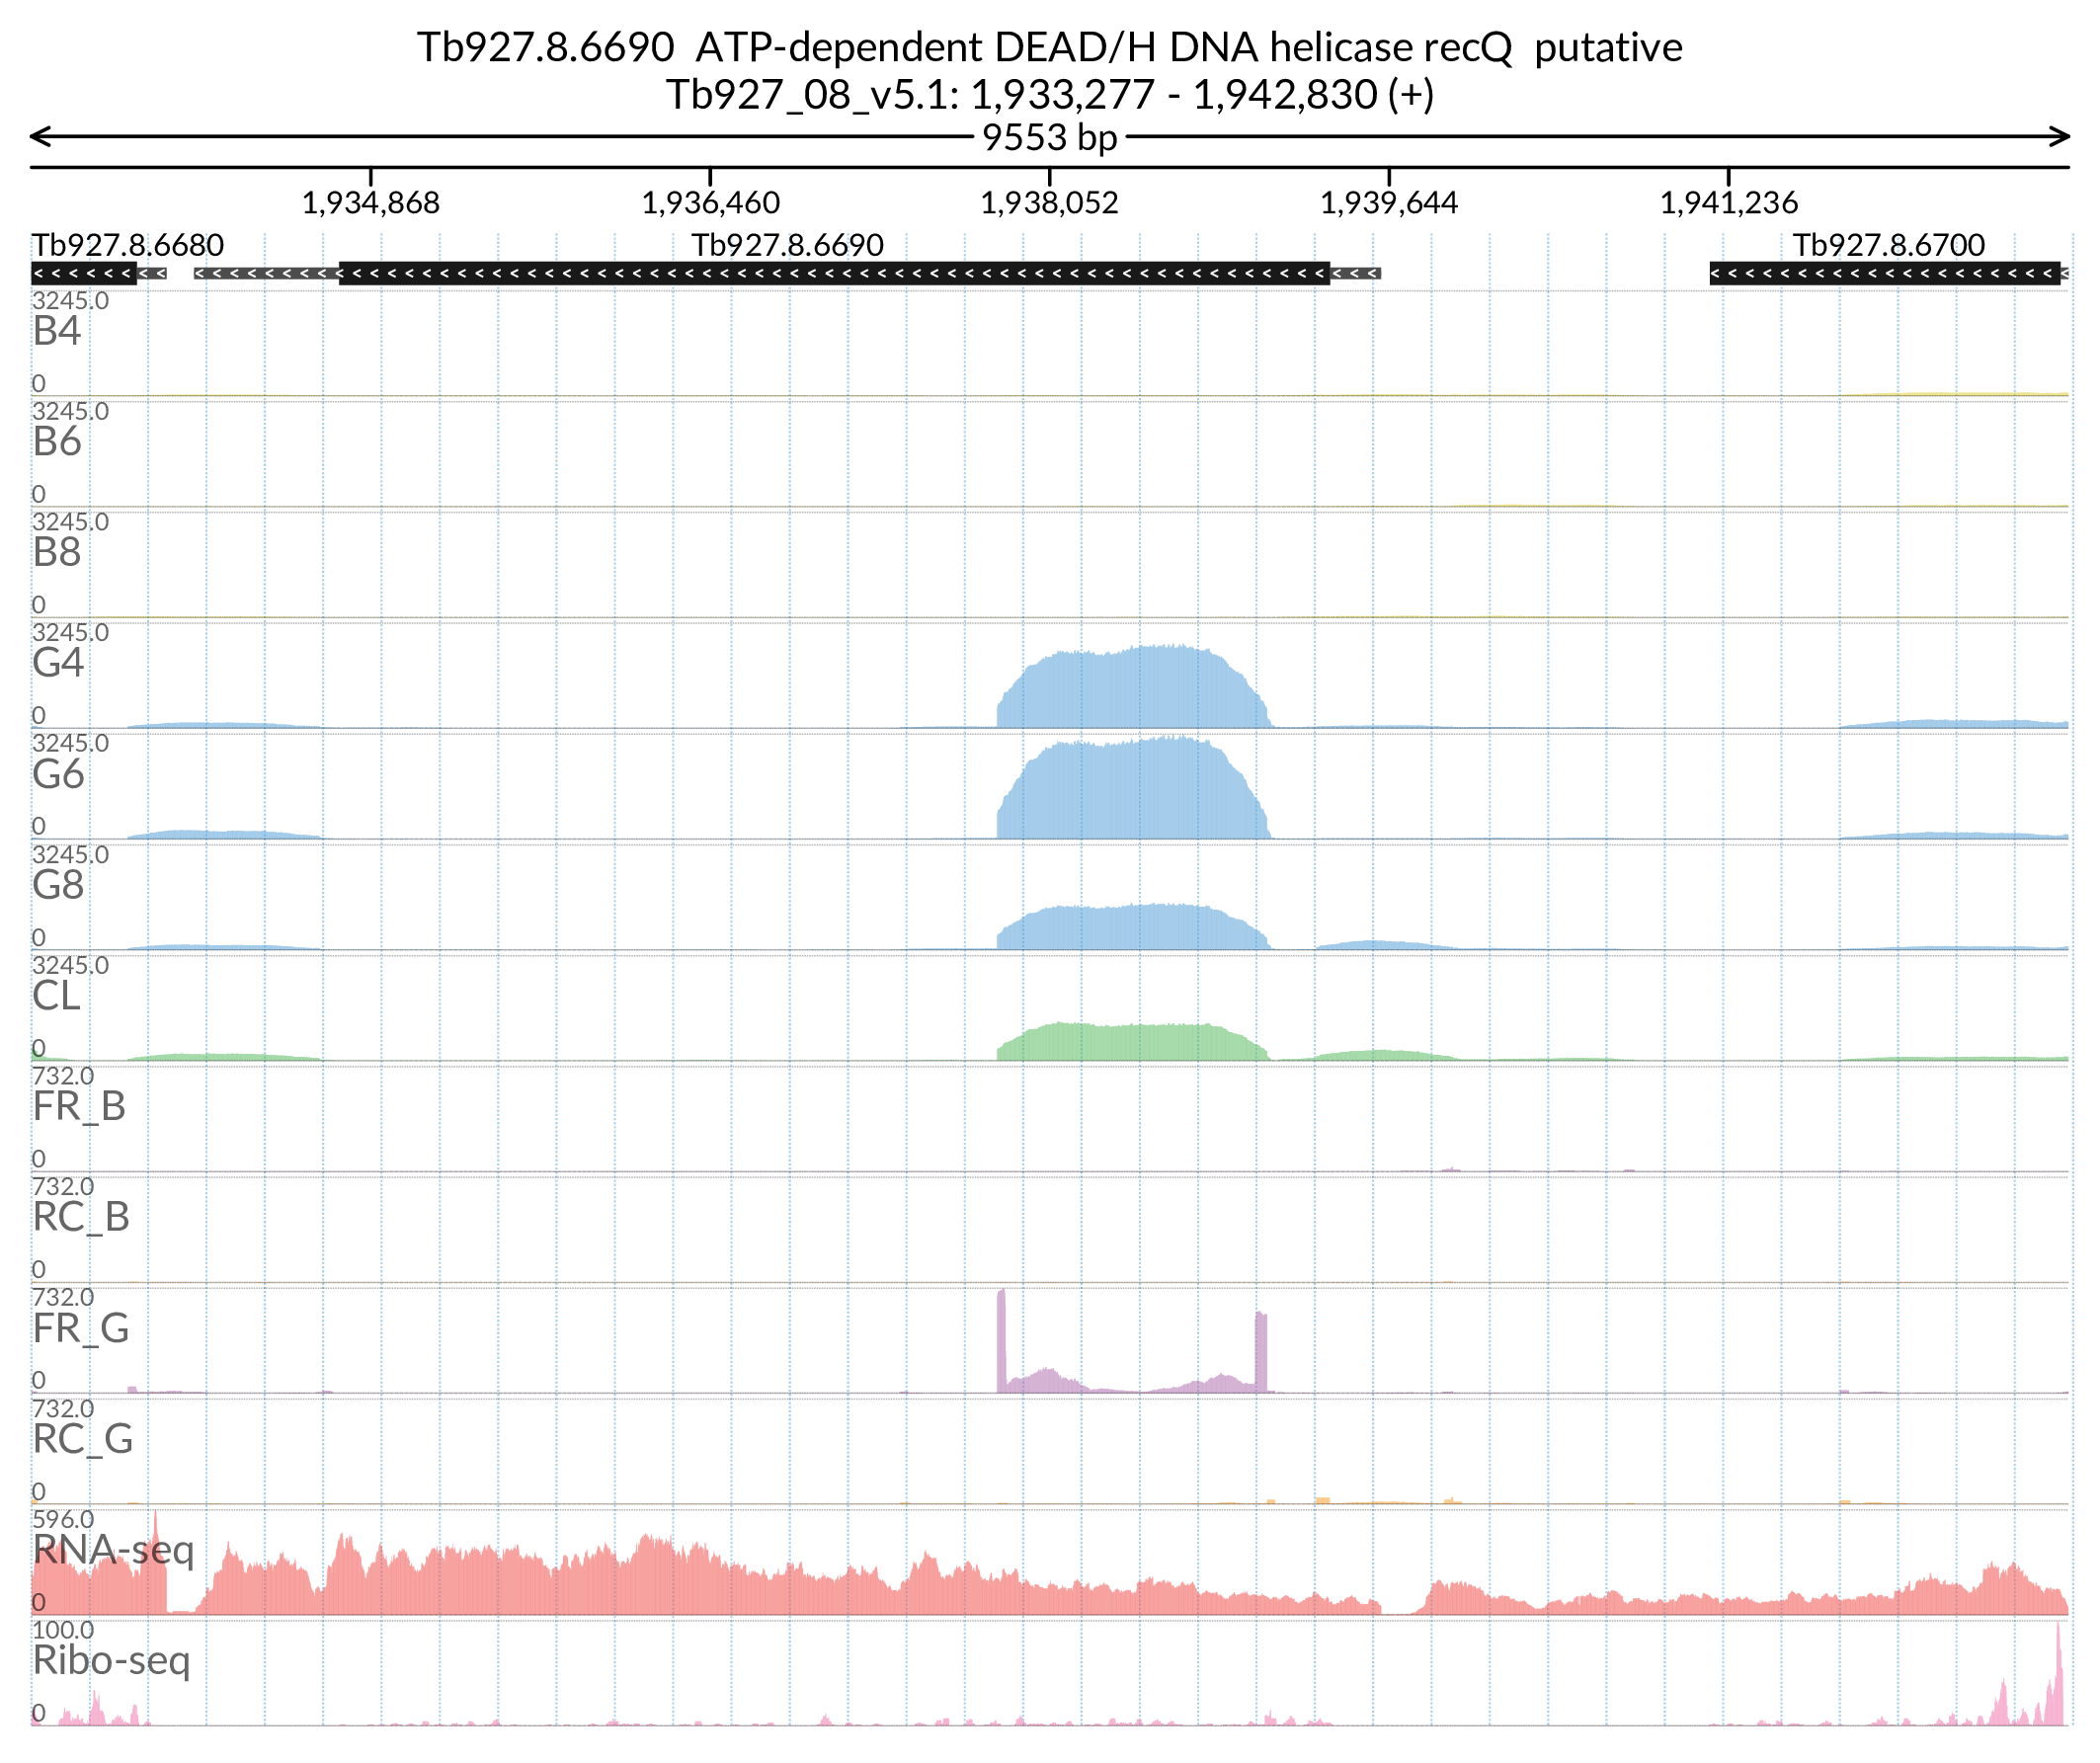 Tb927.8.6690  ATP-dependent DEAD/H DNA helicase recQ  putative
Tb927_08_v5.1: 1,933,277 - 1,942,830 (+)
9553 bp
1,934,868 1,936,460 1,938,052 1,939,644 1,941,236
Tb927.8.6680 Tb927.8.6690 Tb927.8.6700
3245.0
B4
0
3245.0
B6
0
3245.0
B8
0
3245.0
G4
0
3245.0
G6
0
3245.0
G8
0
3245.0
CL
0
732.0
FR_B
0
732.0
RC_B
0
732.0
FR_G
0
732.0
RC_G
0
596.0
RNA-seq
0
100.0
Ribo-seq
0